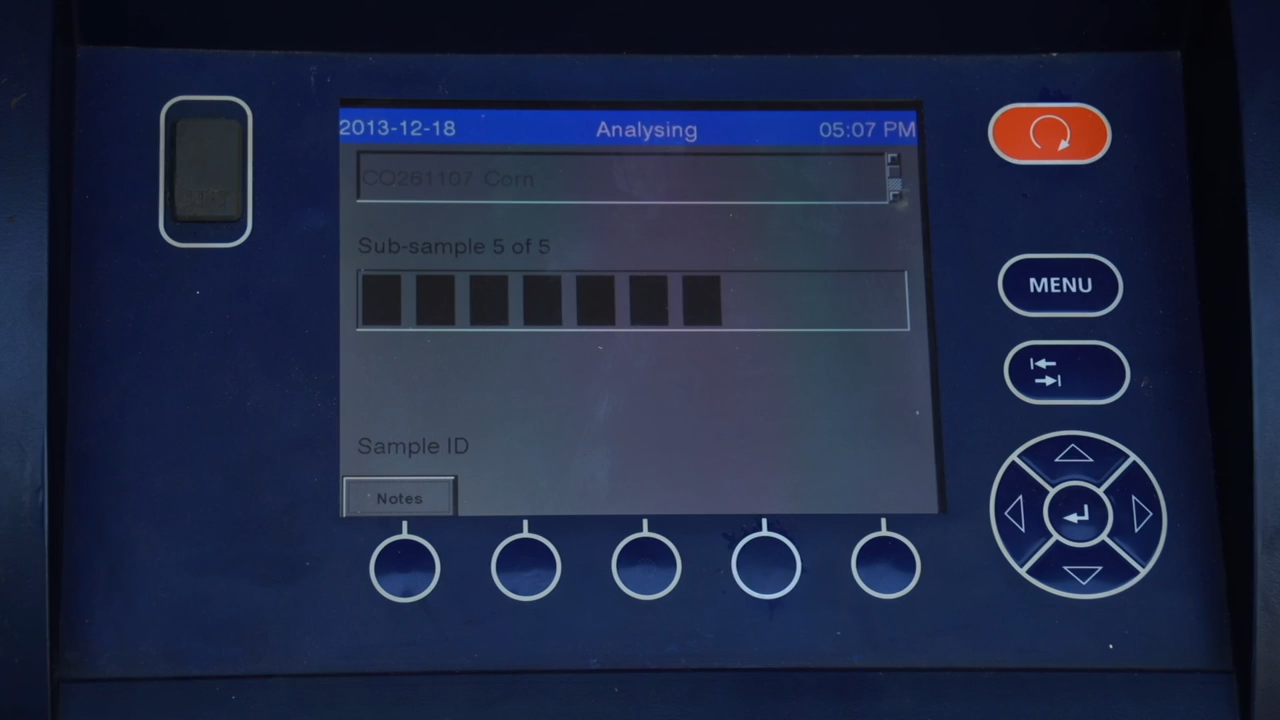 2013-12-18 Analysing 05:07 PM
CO261107 Corn
Sub-sample 5 of 5
Sample ID
Notes
MENU